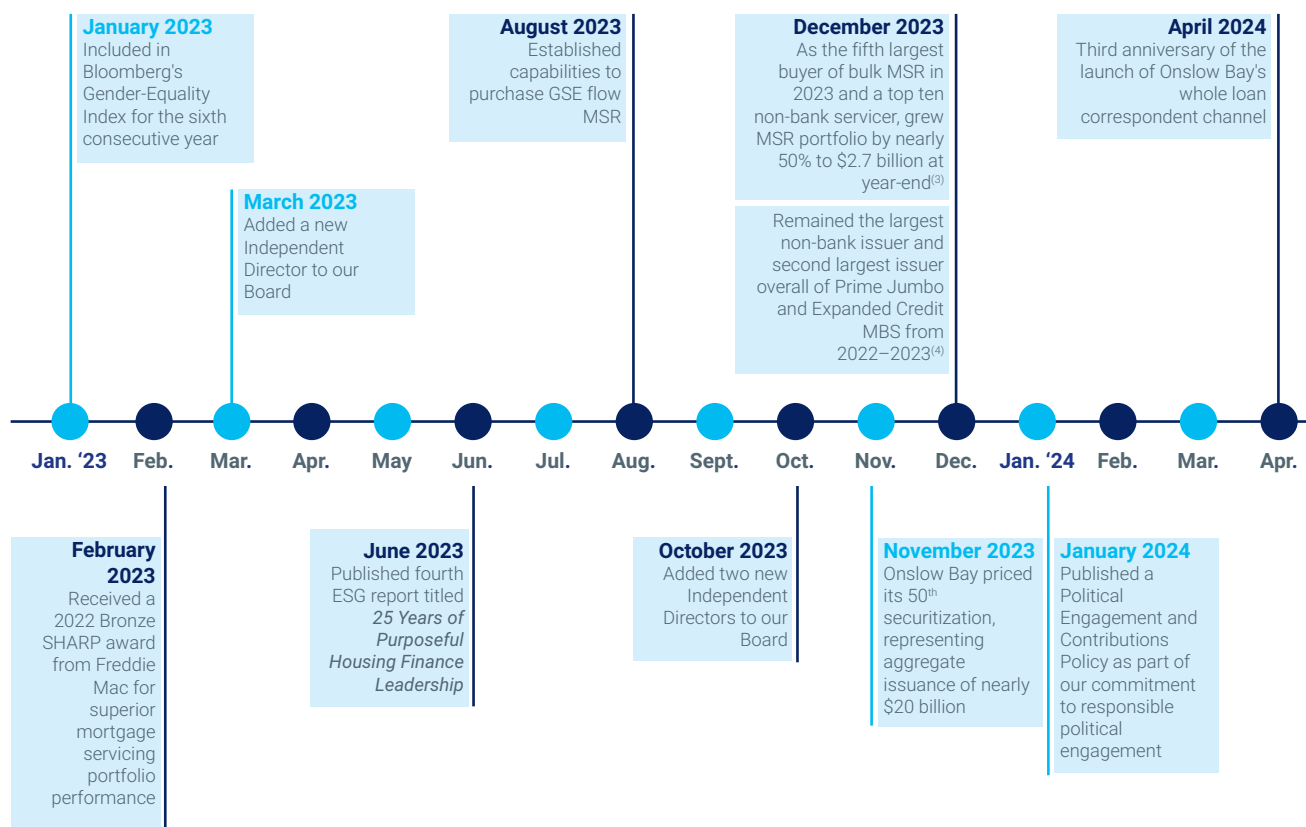 January 2023
Included in
Bloomberg's
Gender-Equality
Index for the sixth
consecutive year
March 2023
Added a new
Independent
Director to our
Board
August 2023
Established
capabilities to
purchase GSE flow
MSR
December 2023
As the fifth largest
buyer of bulk MSR in
2023 and a top ten
non-bank servicer, grew
MSR portfolio by nearly
50% to $2.7 billion at
year-end(3)
Remained the largest
non-bank issuer and
second largest issuer
overall of Prime Jumbo
and Expanded Credit
MBS from
2022–2023(4)
April 2024
Third anniversary of the
launch of Onslow Bay's
whole loan
correspondent channel
Jan. ‘23 Feb. Mar. Apr. May Jun. Jul. Aug. Sept. Oct. Nov. Dec. Jan. ‘24 Feb. Mar. Apr.
February
2023
Received a
2022 Bronze
SHARP award
from Freddie
Mac for
superior
mortgage
servicing
portfolio
performance
June 2023
Published fourth
ESG report titled
25 Years of
Purposeful
Housing Finance
Leadership
October 2023
Added two new
Independent
Directors to our
Board
November 2023
Onslow Bay priced
its 50th
securitization,
representing
aggregate
issuance of nearly
$20 billion
January 2024
Published a
Political
Engagement and
Contributions
Policy as part of
our commitment
to responsible
political
engagement